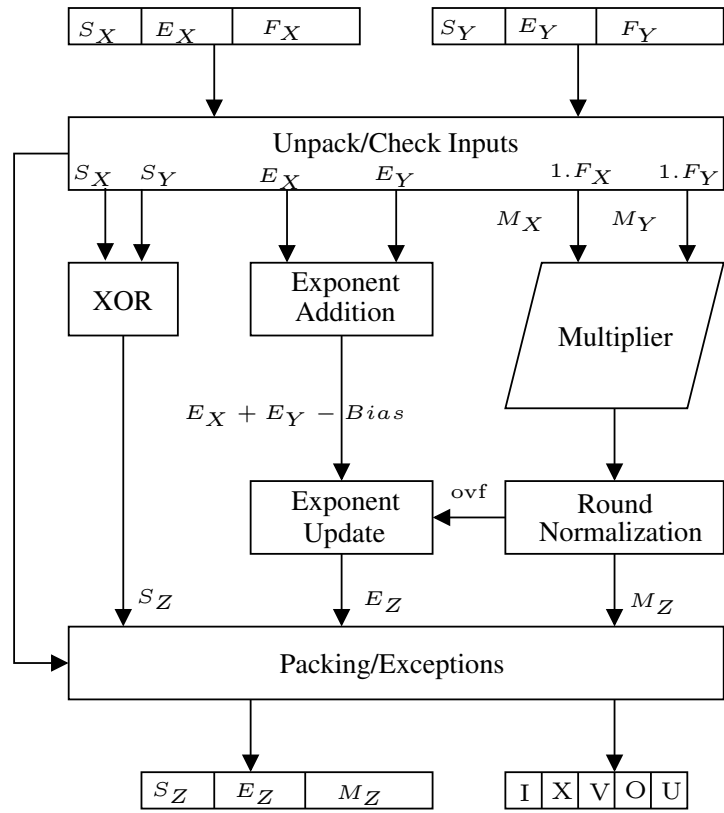 S_X E_X F_X S_Y E_Y F_Y
Unpack/Check Inputs
S_X S_Y E_X E_Y 1.F_X 1.F_Y
M_X M_Y
XOR
Exponent
Addition
Multiplier
E_X + E_Y − Bias
Exponent
Update
ovf
Round
Normalization
S_Z E_Z M_Z
Packing/Exceptions
S_Z E_Z M_Z
I X V O U